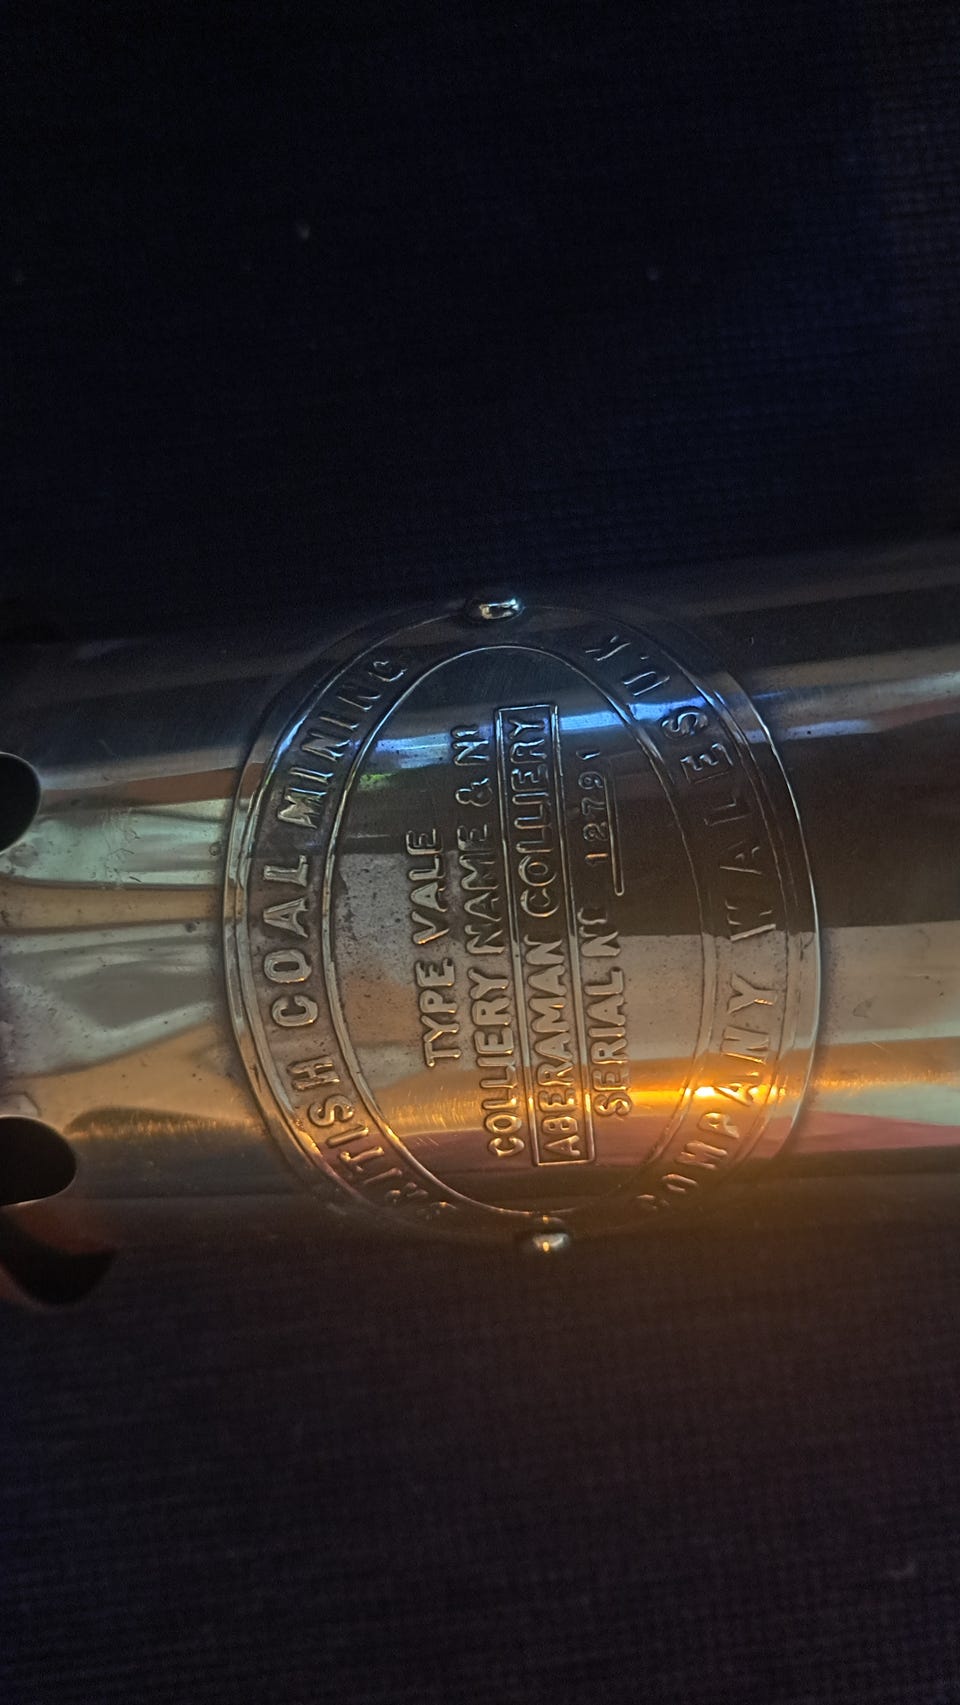 BRITISH COAL MINING
TYPE VALE
COLLIERY NAME & Nº
ABERAMAN COLLIERY
SERIAL Nº 12791
COMPANY WALES U.K